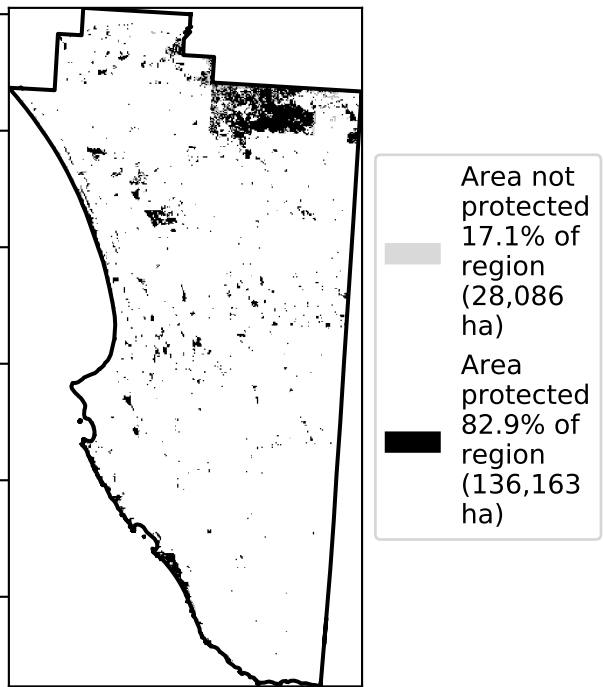 Area not
protected
17.1% of
region
(28,086
ha)
Area
protected
82.9% of
region
(136,163
ha)